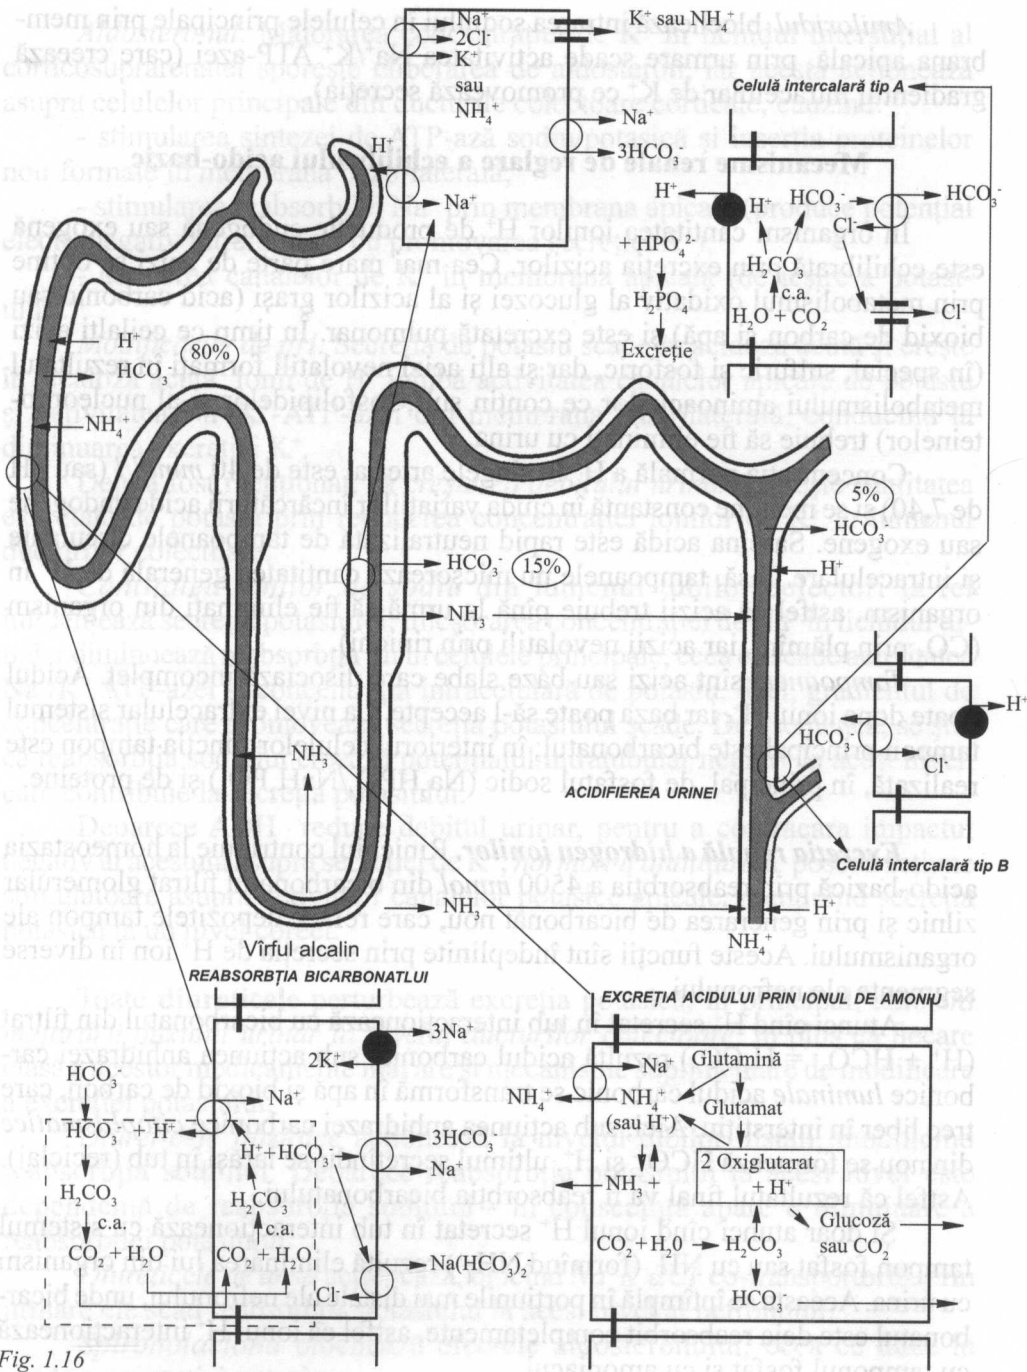 Na⁺
2Cl⁻
K⁺
sau
NH₄⁺
K⁺ sau NH₄⁺
Na⁺
3HCO₃⁻
H⁺
Na⁺
Celulă intercalară tip A
H⁺
H⁺
HCO₃⁻
HCO₃⁻
Cl⁻
+ HPO₄²⁻
H₂CO₃
c.a.
H₂PO₄⁻
H₂O + CO₂
Cl⁻
Excreție
H⁺
HCO₃⁻
80%
NH₄⁺
5%
HCO₃⁻
H⁺
HCO₃⁻
15%
NH₃
NH₃
H⁺
HCO₃⁻
Cl⁻
ACIDIFIEREA URINEI
Celulă intercalară tip B
NH₃
H⁺
NH₄⁺
Vîrful alcalin
REABSORBȚIA BICARBONATLUI
3Na⁺
2K⁺
HCO₃⁻
Na⁺
HCO₃⁻
H⁺
H⁺+HCO₃⁻
3HCO₃⁻
Na⁺
H₂CO₃
H₂CO₃
c.a.
c.a.
CO₂ + H₂O
CO₂ + H₂O
Na(HCO₃)₂⁻
Cl⁻
EXCREȚIA ACIDULUI PRIN IONUL DE AMONIU
Na⁺
Glutamină
NH₄⁺
NH₄⁺
(sau H⁺)
Glutamat
2 Oxiglutarat
NH₃ +
+ H⁺
Glucoză
sau CO₂
CO₂ + H₂O
H₂CO₃
HCO₃⁻
Fig. 1.16